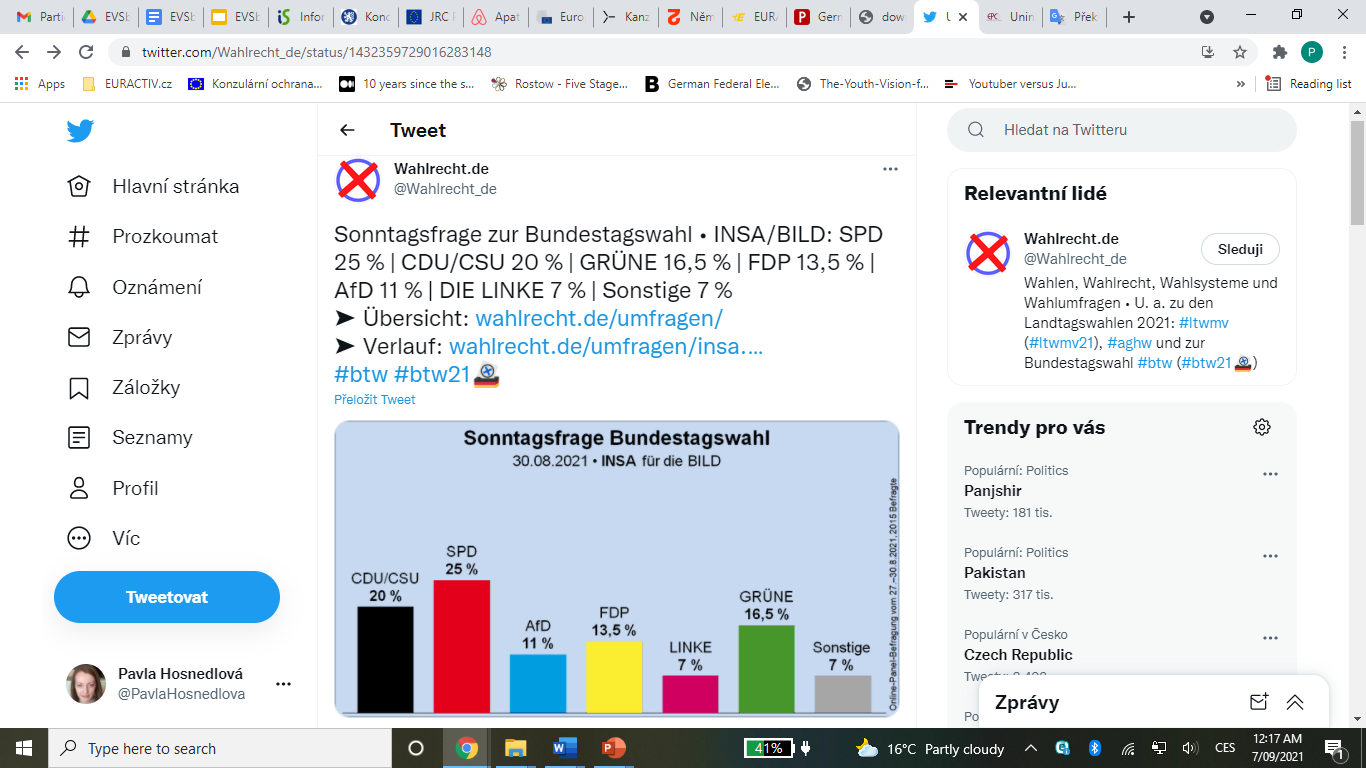 Partic
EVSb
EVSb
EVSb
Infor
Konz
JRC F
Apat
Euro
Kanz
Něm
EURA
Gern
dow
U
Unin
Přek
twitter.com/Wahlrecht_de/status/1432359729016283148
P
Apps
EURACTIV.cz
Konzulární ochrana...
10 years since the s...
Rostow - Five Stage...
German Federal Ele...
The-Youth-Vision-f...
Youtuber versus Ju...
»
Reading list
Hlavní stránka
Prozkoumat
Oznámení
Zprávy
Záložky
Seznamy
Profil
Víc
Tweetovat
Pavla Hosnedlová
@PavlaHosnedlova
Tweet
Wahlrecht.de
@Wahlrecht_de
Sonntagsfrage zur Bundestagswahl • INSA/BILD: SPD
25 % | CDU/CSU 20 % | GRÜNE 16,5 % | FDP 13,5 % |
AfD 11 % | DIE LINKE 7 % | Sonstige 7 %
➤ Übersicht: wahlrecht.de/umfragen/
➤ Verlauf: wahlrecht.de/umfragen/insa.…
#btw #btw21
Přeložit Tweet
Sonntagsfrage Bundestagswahl
30.08.2021 • INSA für die BILD
CDU/CSU
20 %
SPD
25 %
AfD
11 %
FDP
13,5 %
LINKE
7 %
GRÜNE
16,5 %
Sonstige
7 %
Online-Panel-Befragung vom 27.–30.8.2021, 2015 Befragte
Hledat na Twitteru
Relevantní lidé
Wahlrecht.de
@Wahlrecht_de
Sleduji
Wahlen, Wahlrecht, Wahlsysteme und
Wahlumfragen • U. a. zu den
Landtagswahlen 2021: #ltwmv
(#ltwmv21), #aghw und zur
Bundestagswahl #btw (#btw21)
Trendy pro vás
Populární: Politics
Panjshir
Tweety: 181 tis.
Populární: Politics
Pakistan
Tweety: 317 tis.
Populární v Česko
Czech Republic
Zprávy
Type here to search
41%
16°C Partly cloudy
CES
12:17 AM
7/09/2021
1